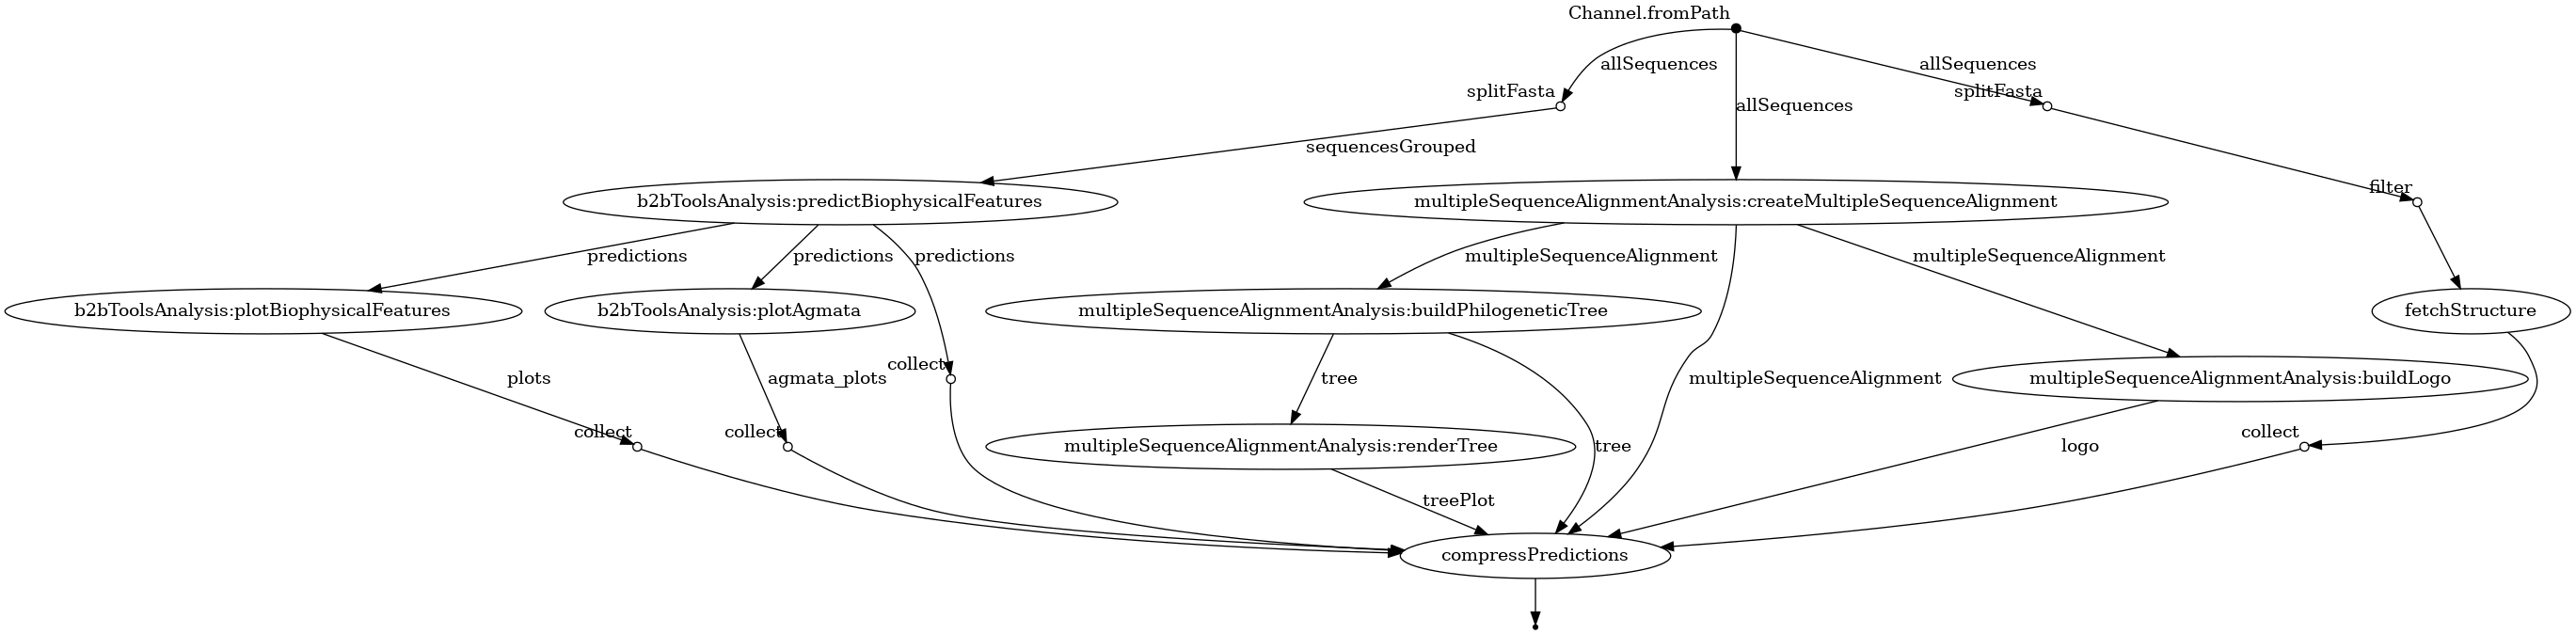 Channel.fromPath
allSequences
allSequences
splitFasta
allSequences
splitFasta
sequencesGrouped
filter
b2bToolsAnalysis:predictBiophysicalFeatures
multipleSequenceAlignmentAnalysis:createMultipleSequenceAlignment
predictions
predictions
predictions
multipleSequenceAlignment
multipleSequenceAlignment
b2bToolsAnalysis:plotBiophysicalFeatures
b2bToolsAnalysis:plotAgmata
multipleSequenceAlignmentAnalysis:buildPhilogeneticTree
fetchStructure
collect
plots
agmata_plots
tree
multipleSequenceAlignment
multipleSequenceAlignmentAnalysis:buildLogo
collect
collect
multipleSequenceAlignmentAnalysis:renderTree
tree
logo
collect
treePlot
compressPredictions